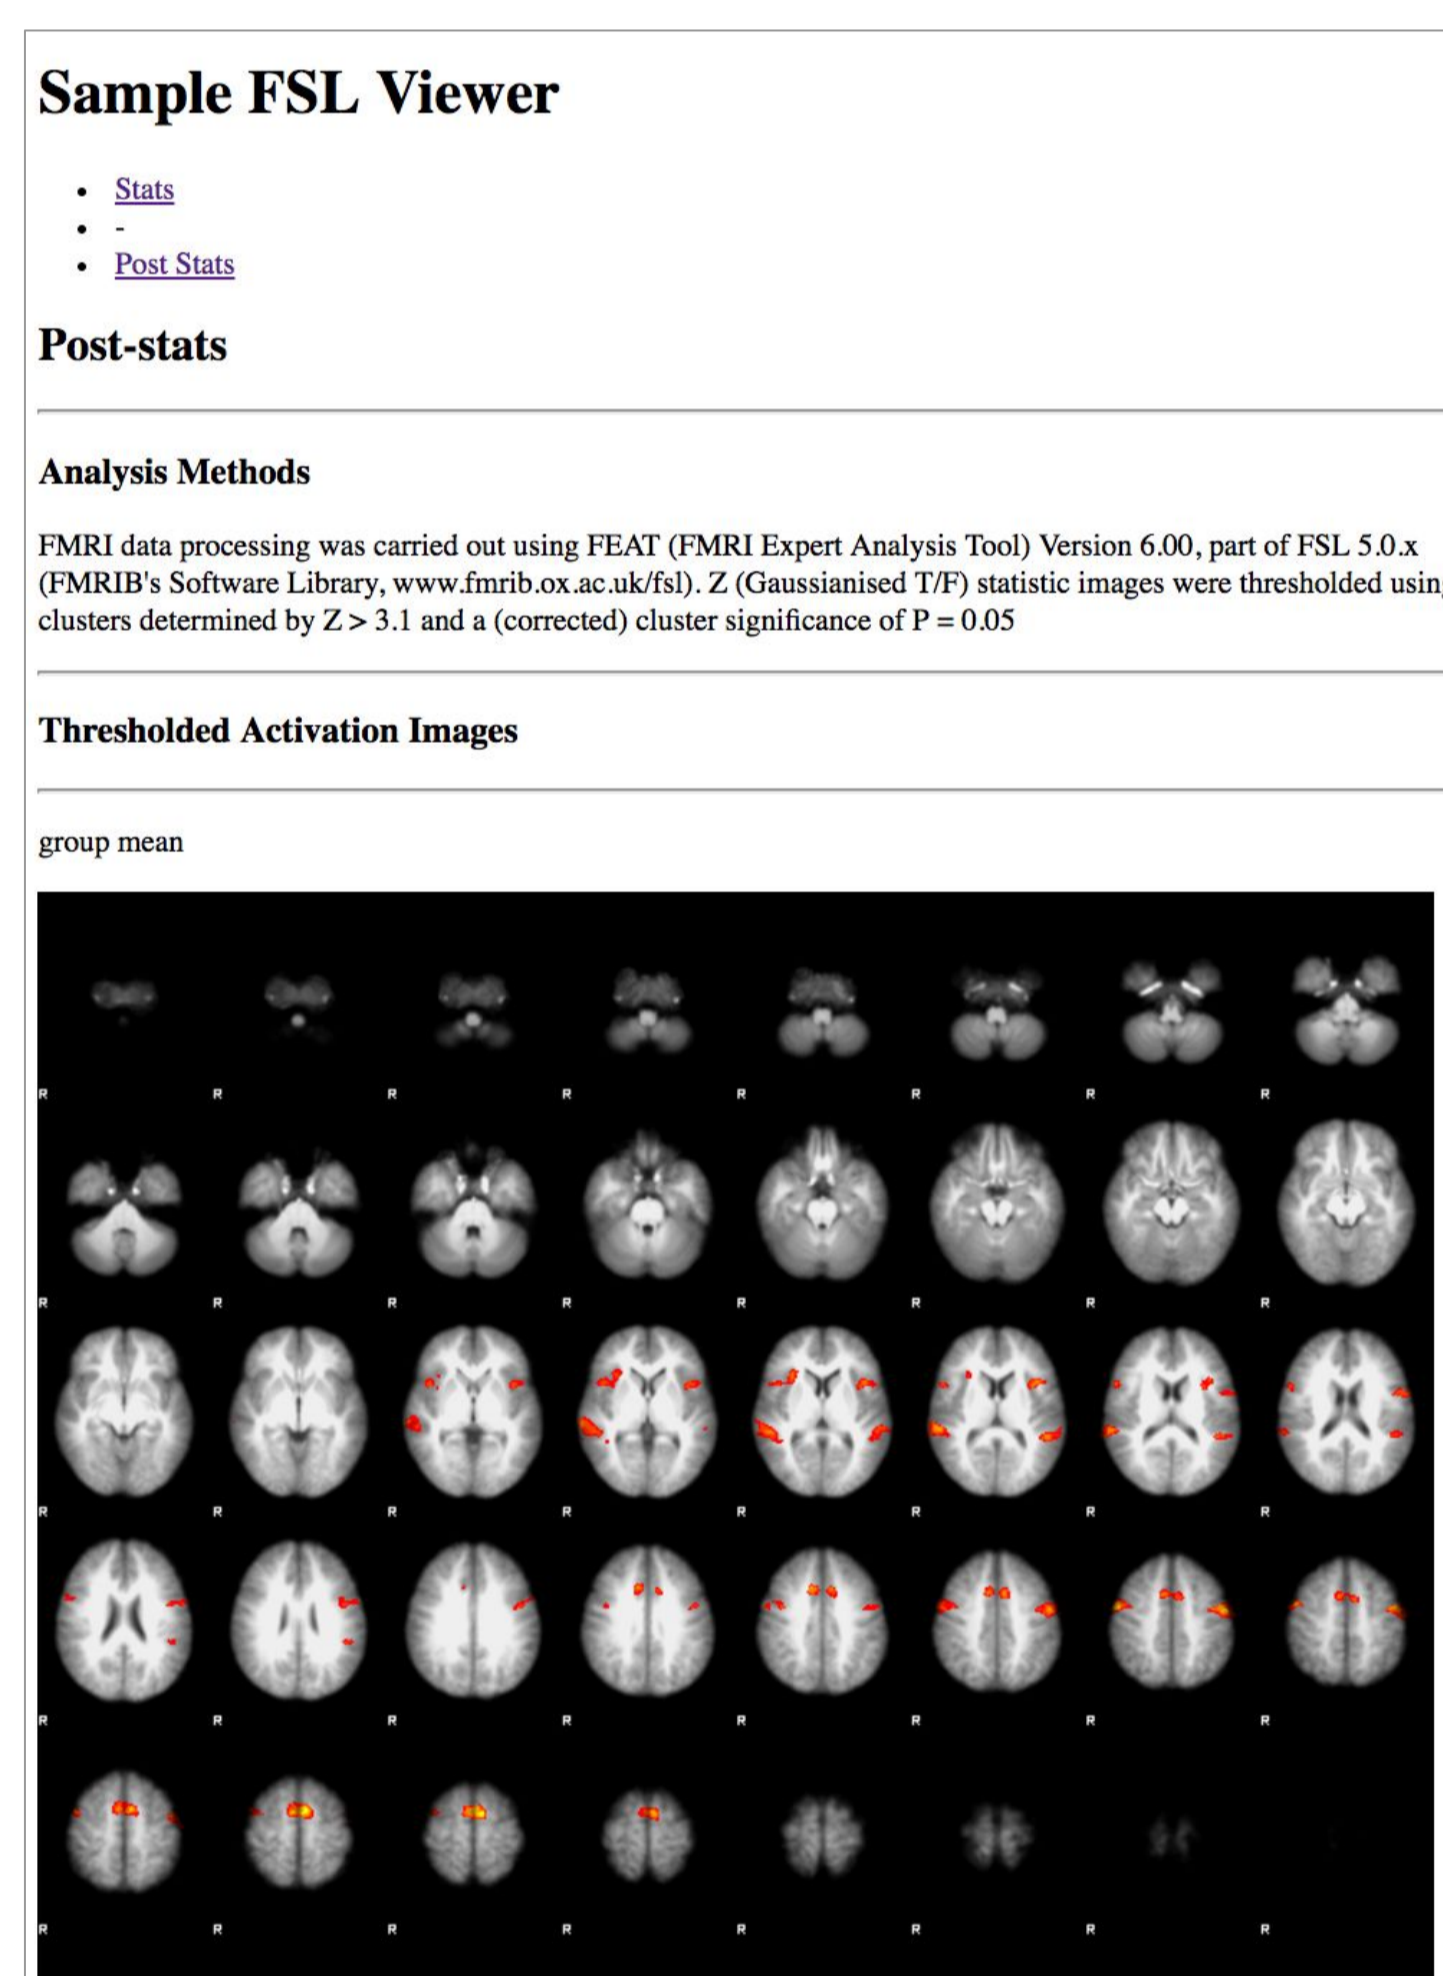 Sample FSL Viewer
Stats
-
Post Stats
Post-stats
Analysis Methods
FMRI data processing was carried out using FEAT (FMRI Expert Analysis Tool) Version 6.00, part of FSL 5.0.x
(FMRIB's Software Library, www.fmrib.ox.ac.uk/fsl). Z (Gaussianised T/F) statistic images were thresholded usin
clusters determined by Z > 3.1 and a (corrected) cluster significance of P = 0.05
Thresholded Activation Images
group mean
R R R R R R R R
R R R R R R R R
R R R R R R R R
R R R R R R R R
R R R R R R R R